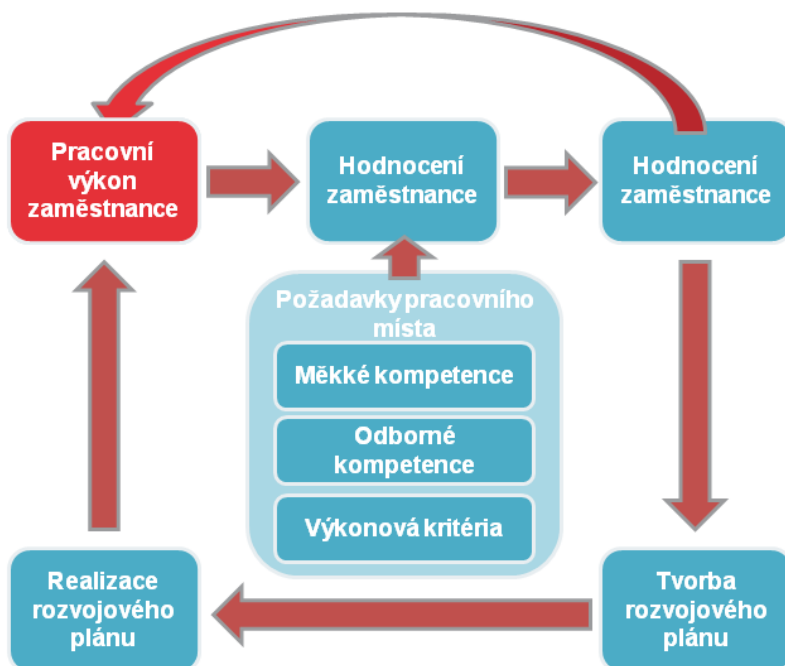 Pracovní
výkon
zaměstnance
Hodnocení
zaměstnance
Hodnocení
zaměstnance
Požadavky pracovního
místa
Měkké kompetence
Odborné
kompetence
Výkonová kritéria
Realizace
rozvojového
plánu
Tvorba
rozvojového
plánu